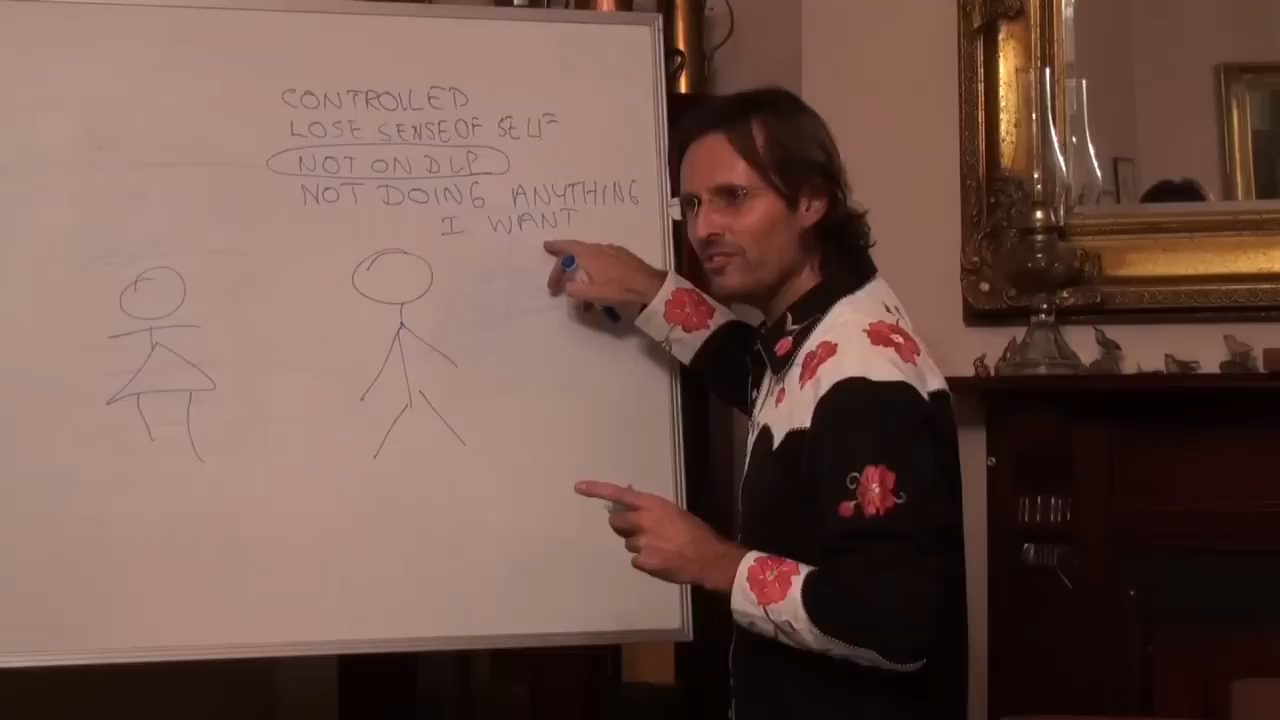 CONTROLLED
LOSE SENSE OF SELF
NOT ON DLP
NOT DOING ANYTHING
I WANT